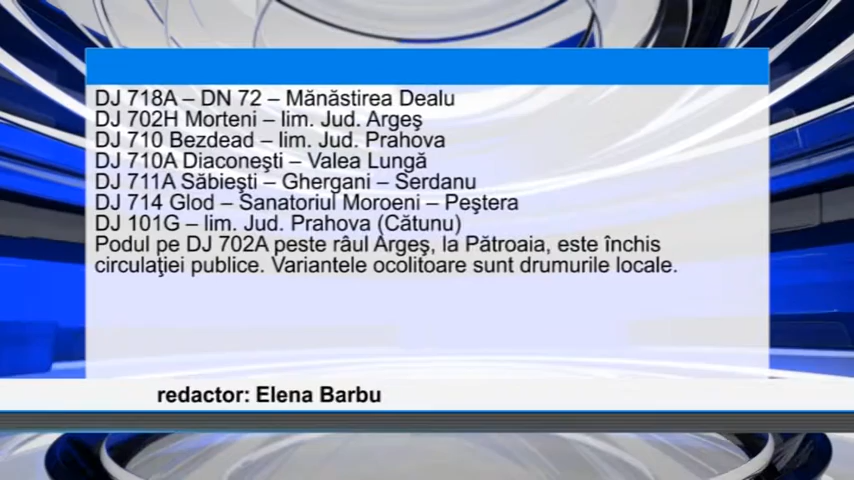 DJ 718A – DN 72 – Mănăstirea Dealu
DJ 702H Morteni – lim. Jud. Argeş
DJ 710 Bezdead – lim. Jud. Prahova
DJ 710A Diaconeşti – Valea Lungă
DJ 711A Săbieşti – Ghergani – Serdanu
DJ 714 Glod – Sanatoriul Moroeni – Peştera
DJ 101G – lim. Jud. Prahova (Cătunu)
Podul pe DJ 702A peste râul Argeş, la Pătroaia, este închis
circulaţiei publice. Variantele ocolitoare sunt drumurile locale.
redactor: Elena Barbu